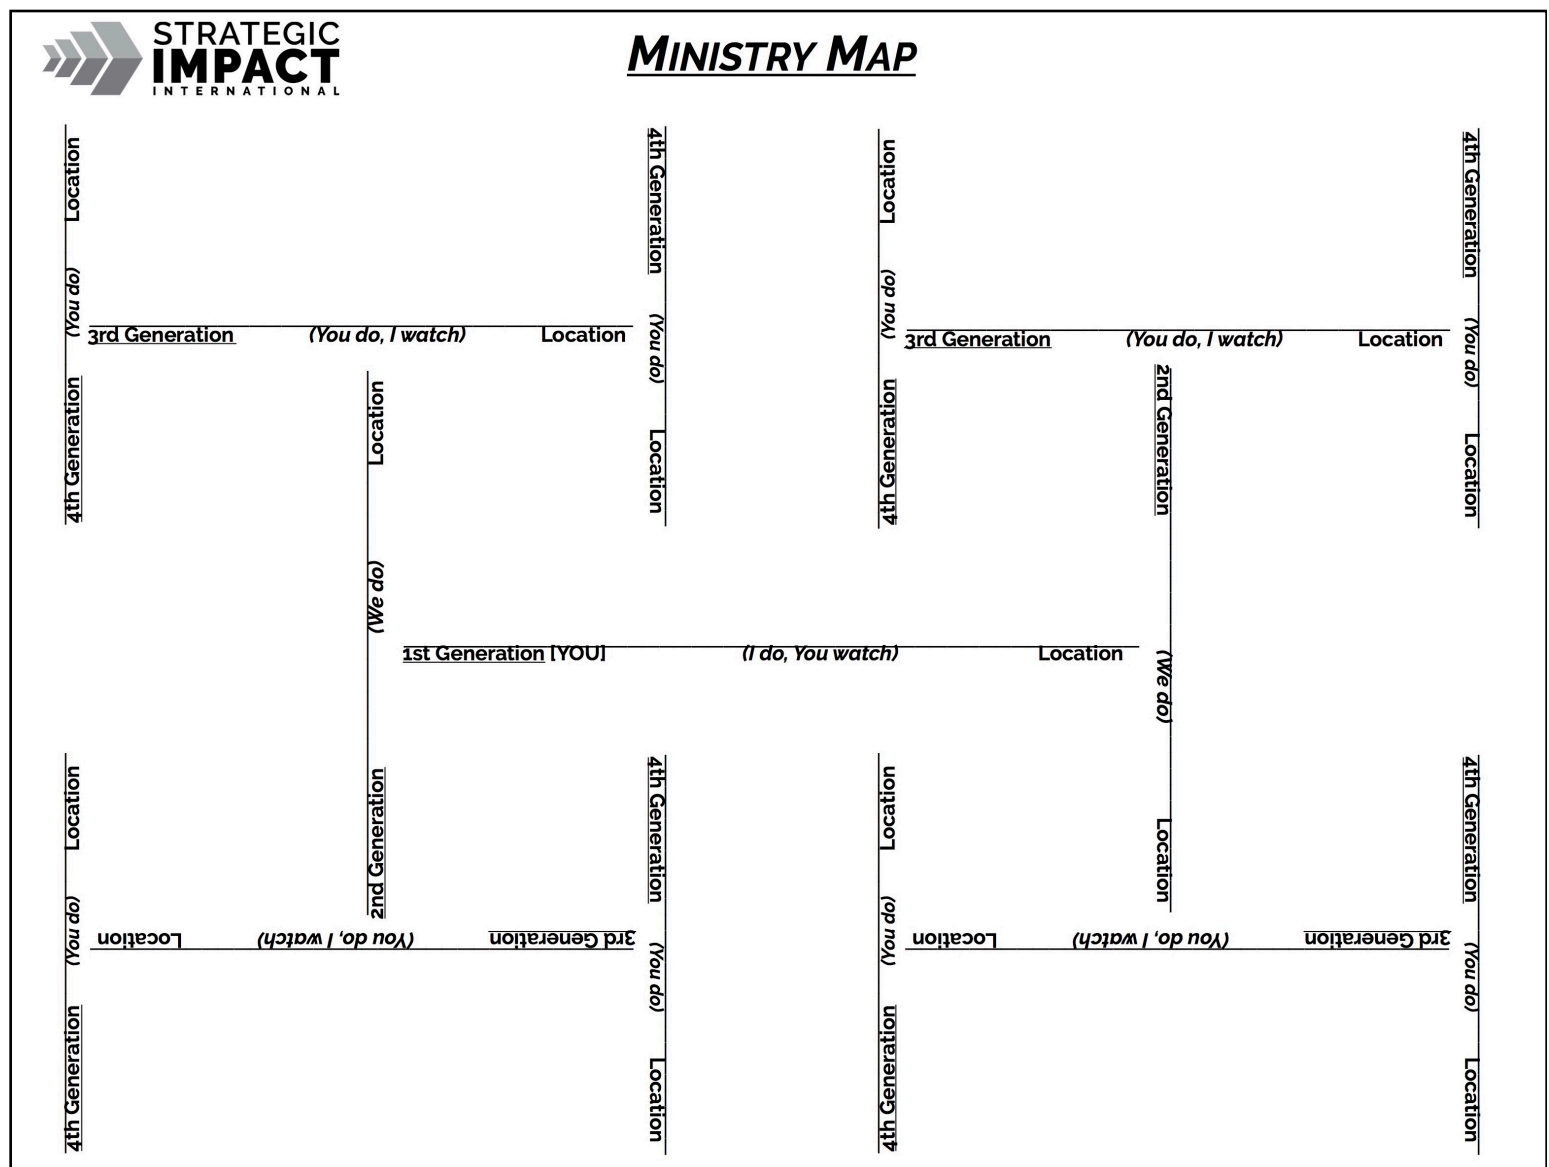 STRATEGIC
IMPACT
INTERNATIONAL
MINISTRY MAP
Location
(You do)
4th Generation
3rd Generation (You do, I watch) Location
4th Generation
(You do)
Location
Location
(You do)
4th Generation
3rd Generation (You do, I watch) Location
4th Generation
(You do)
Location
Location
(We do)
2nd Generation
1st Generation [YOU] (I do, You watch) Location
2nd Generation
(We do)
Location
Location
(You do)
4th Generation
3rd Generation (You do, I watch) Location
4th Generation
(You do)
Location
Location
(You do)
4th Generation
3rd Generation (You do, I watch) Location
4th Generation
(You do)
Location